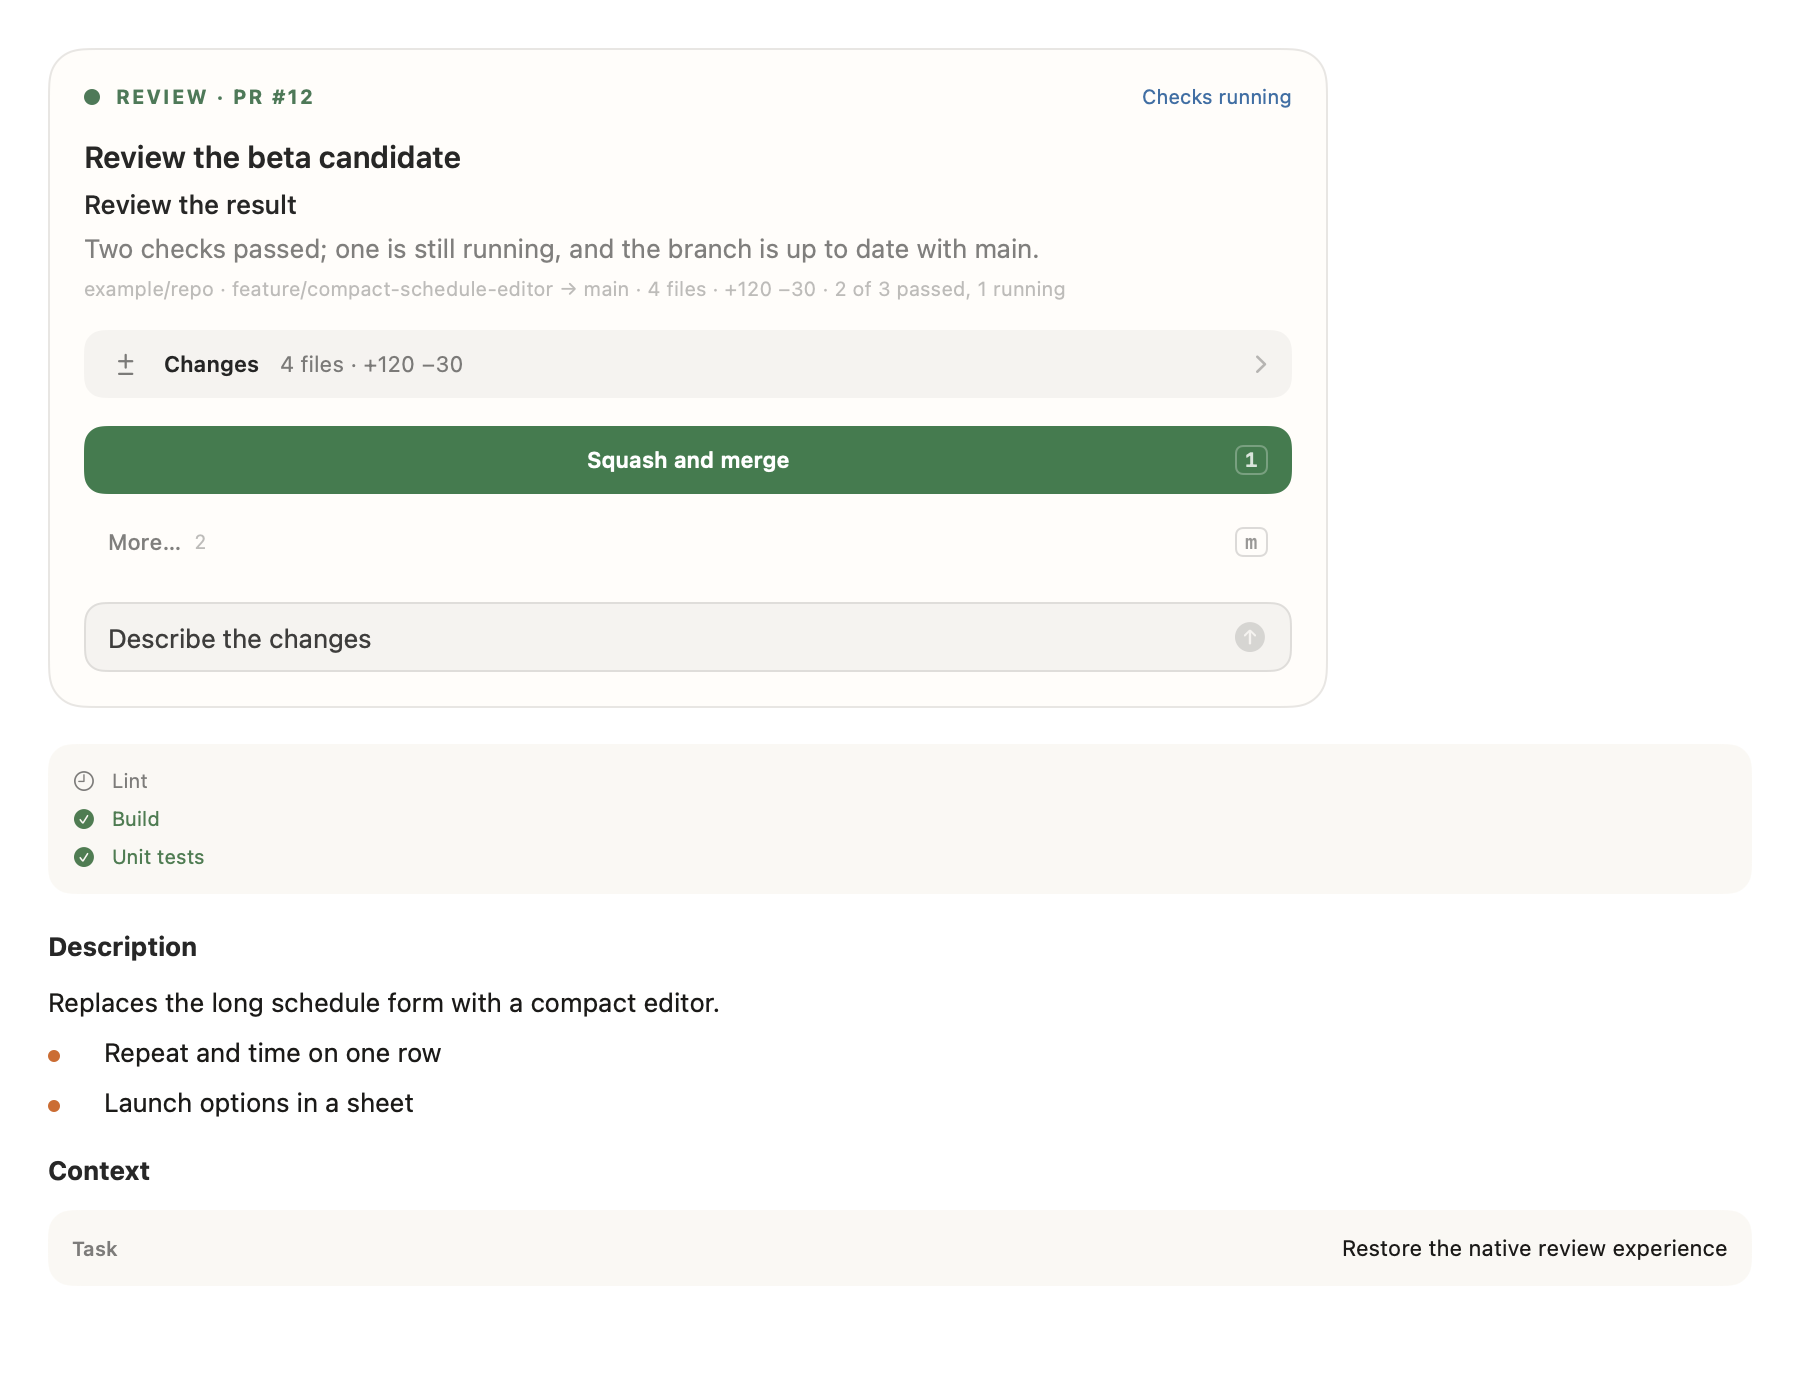 REVIEW · PR #12
Checks running
Review the beta candidate
Review the result
Two checks passed; one is still running, and the branch is up to date with main.
example/repo · feature/compact-schedule-editor → main · 4 files · +120 −30 · 2 of 3 passed, 1 running
± Changes 4 files · +120 −30
Squash and merge 1
More... 2 m
Describe the changes
Lint
Build
Unit tests
Description
Replaces the long schedule form with a compact editor.
Repeat and time on one row
Launch options in a sheet
Context
Task Restore the native review experience